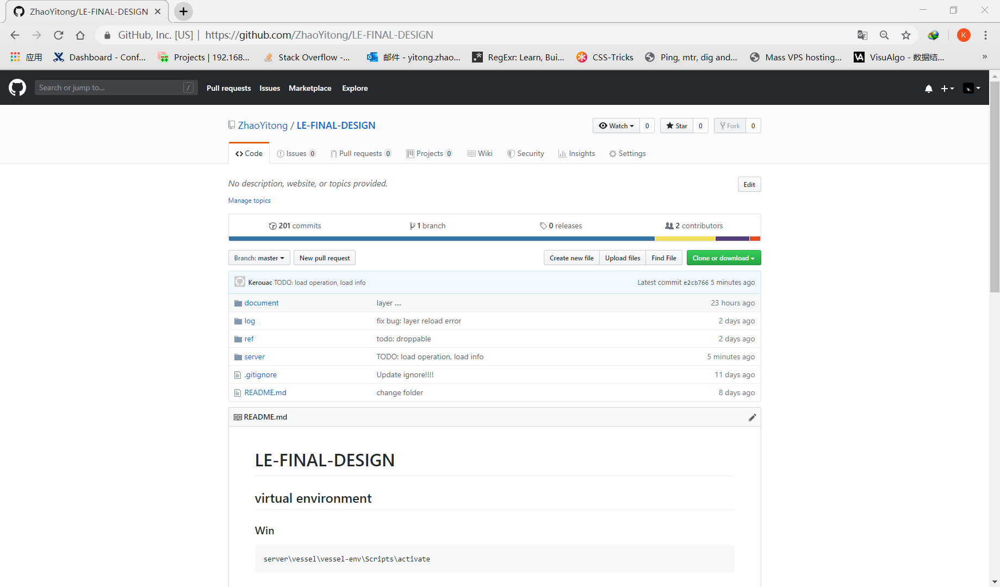 ZhaoYitong/LE-FINAL-DESIGN
GitHub, Inc. [US] | https://github.com/ZhaoYitong/LE-FINAL-DESIGN
K
应用 Dashboard - Conf... Projects | 192.168... Stack Overflow -... 邮件 - yitong.zhao... RegExr: Learn, Bui... CSS-Tricks Ping, mtr, dig and... Mass VPS hosting... VisuAlgo - 数据结... »
Search or jump to... / Pull requests Issues Marketplace Explore
ZhaoYitong / LE-FINAL-DESIGN Watch 0 Star 0 Fork 0
Code Issues 0 Pull requests 0 Projects 0 Wiki Security Insights Settings
No description, website, or topics provided. Edit
Manage topics
201 commits 1 branch 0 releases 2 contributors
Branch: master New pull request Create new file Upload files Find File Clone or download
Kerouac TODO: load operation, load info Latest commit e2cb766 5 minutes ago
document layer .... 23 hours ago
log fix bug: layer reload error 2 days ago
ref todo: droppable 2 days ago
server TODO: load operation, load info 5 minutes ago
.gitignore Update ignore!!!! 11 days ago
README.md change folder 8 days ago
README.md
LE-FINAL-DESIGN
virtual environment
Win
server\vessel\vessel-env\Scripts\activate